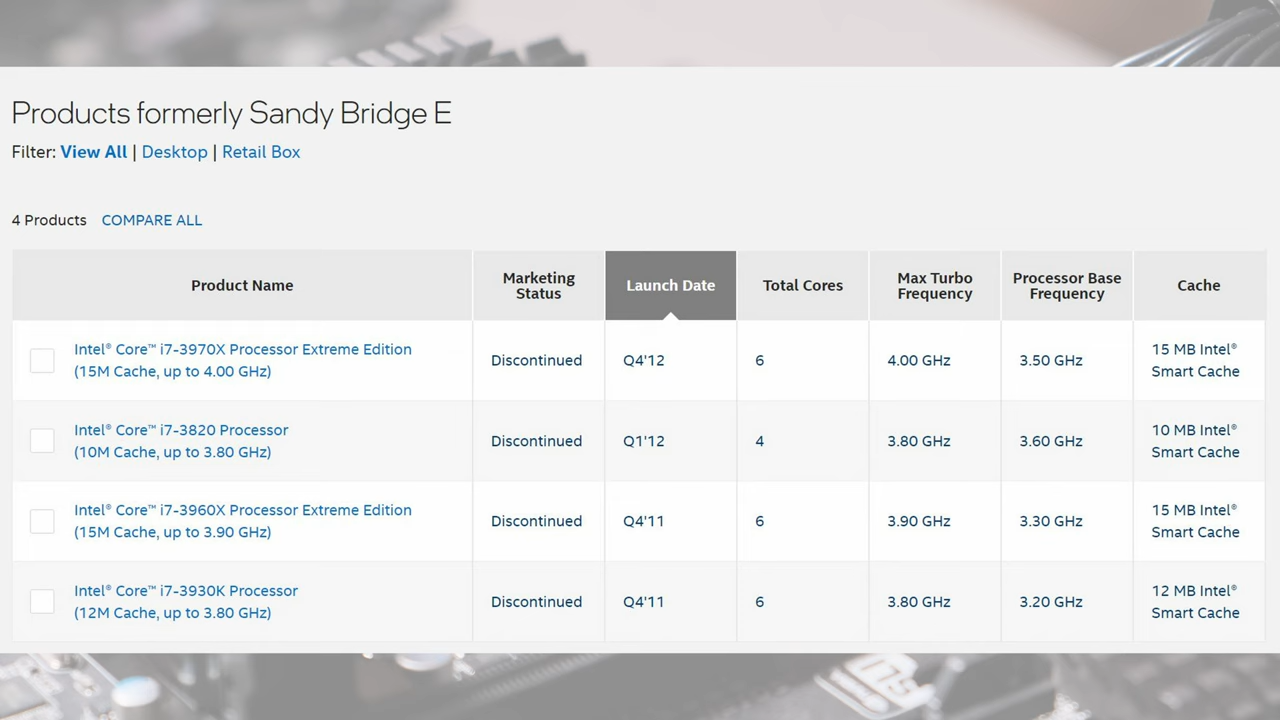 Products formerly Sandy Bridge E
Filter: View All | Desktop | Retail Box
4 Products COMPARE ALL
Product Name Marketing Status Launch Date Total Cores Max Turbo Frequency Processor Base Frequency Cache
Intel® Core™ i7-3970X Processor Extreme Edition
(15M Cache, up to 4.00 GHz) Discontinued Q4'12 6 4.00 GHz 3.50 GHz 15 MB Intel® Smart Cache
Intel® Core™ i7-3820 Processor
(10M Cache, up to 3.80 GHz) Discontinued Q1'12 4 3.80 GHz 3.60 GHz 10 MB Intel® Smart Cache
Intel® Core™ i7-3960X Processor Extreme Edition
(15M Cache, up to 3.90 GHz) Discontinued Q4'11 6 3.90 GHz 3.30 GHz 15 MB Intel® Smart Cache
Intel® Core™ i7-3930K Processor
(12M Cache, up to 3.80 GHz) Discontinued Q4'11 6 3.80 GHz 3.20 GHz 12 MB Intel® Smart Cache